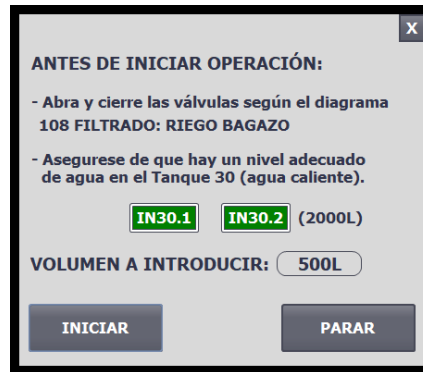 X
ANTES DE INICIAR OPERACIÓN:
- Abra y cierre las válvulas según el diagrama
108 FILTRADO: RIEGO BAGAZO
- Asegurese de que hay un nivel adecuado
de agua en el Tanque 30 (agua caliente).
IN30.1 IN30.2 (2000L)
VOLUMEN A INTRODUCIR: 500L
INICIAR PARAR